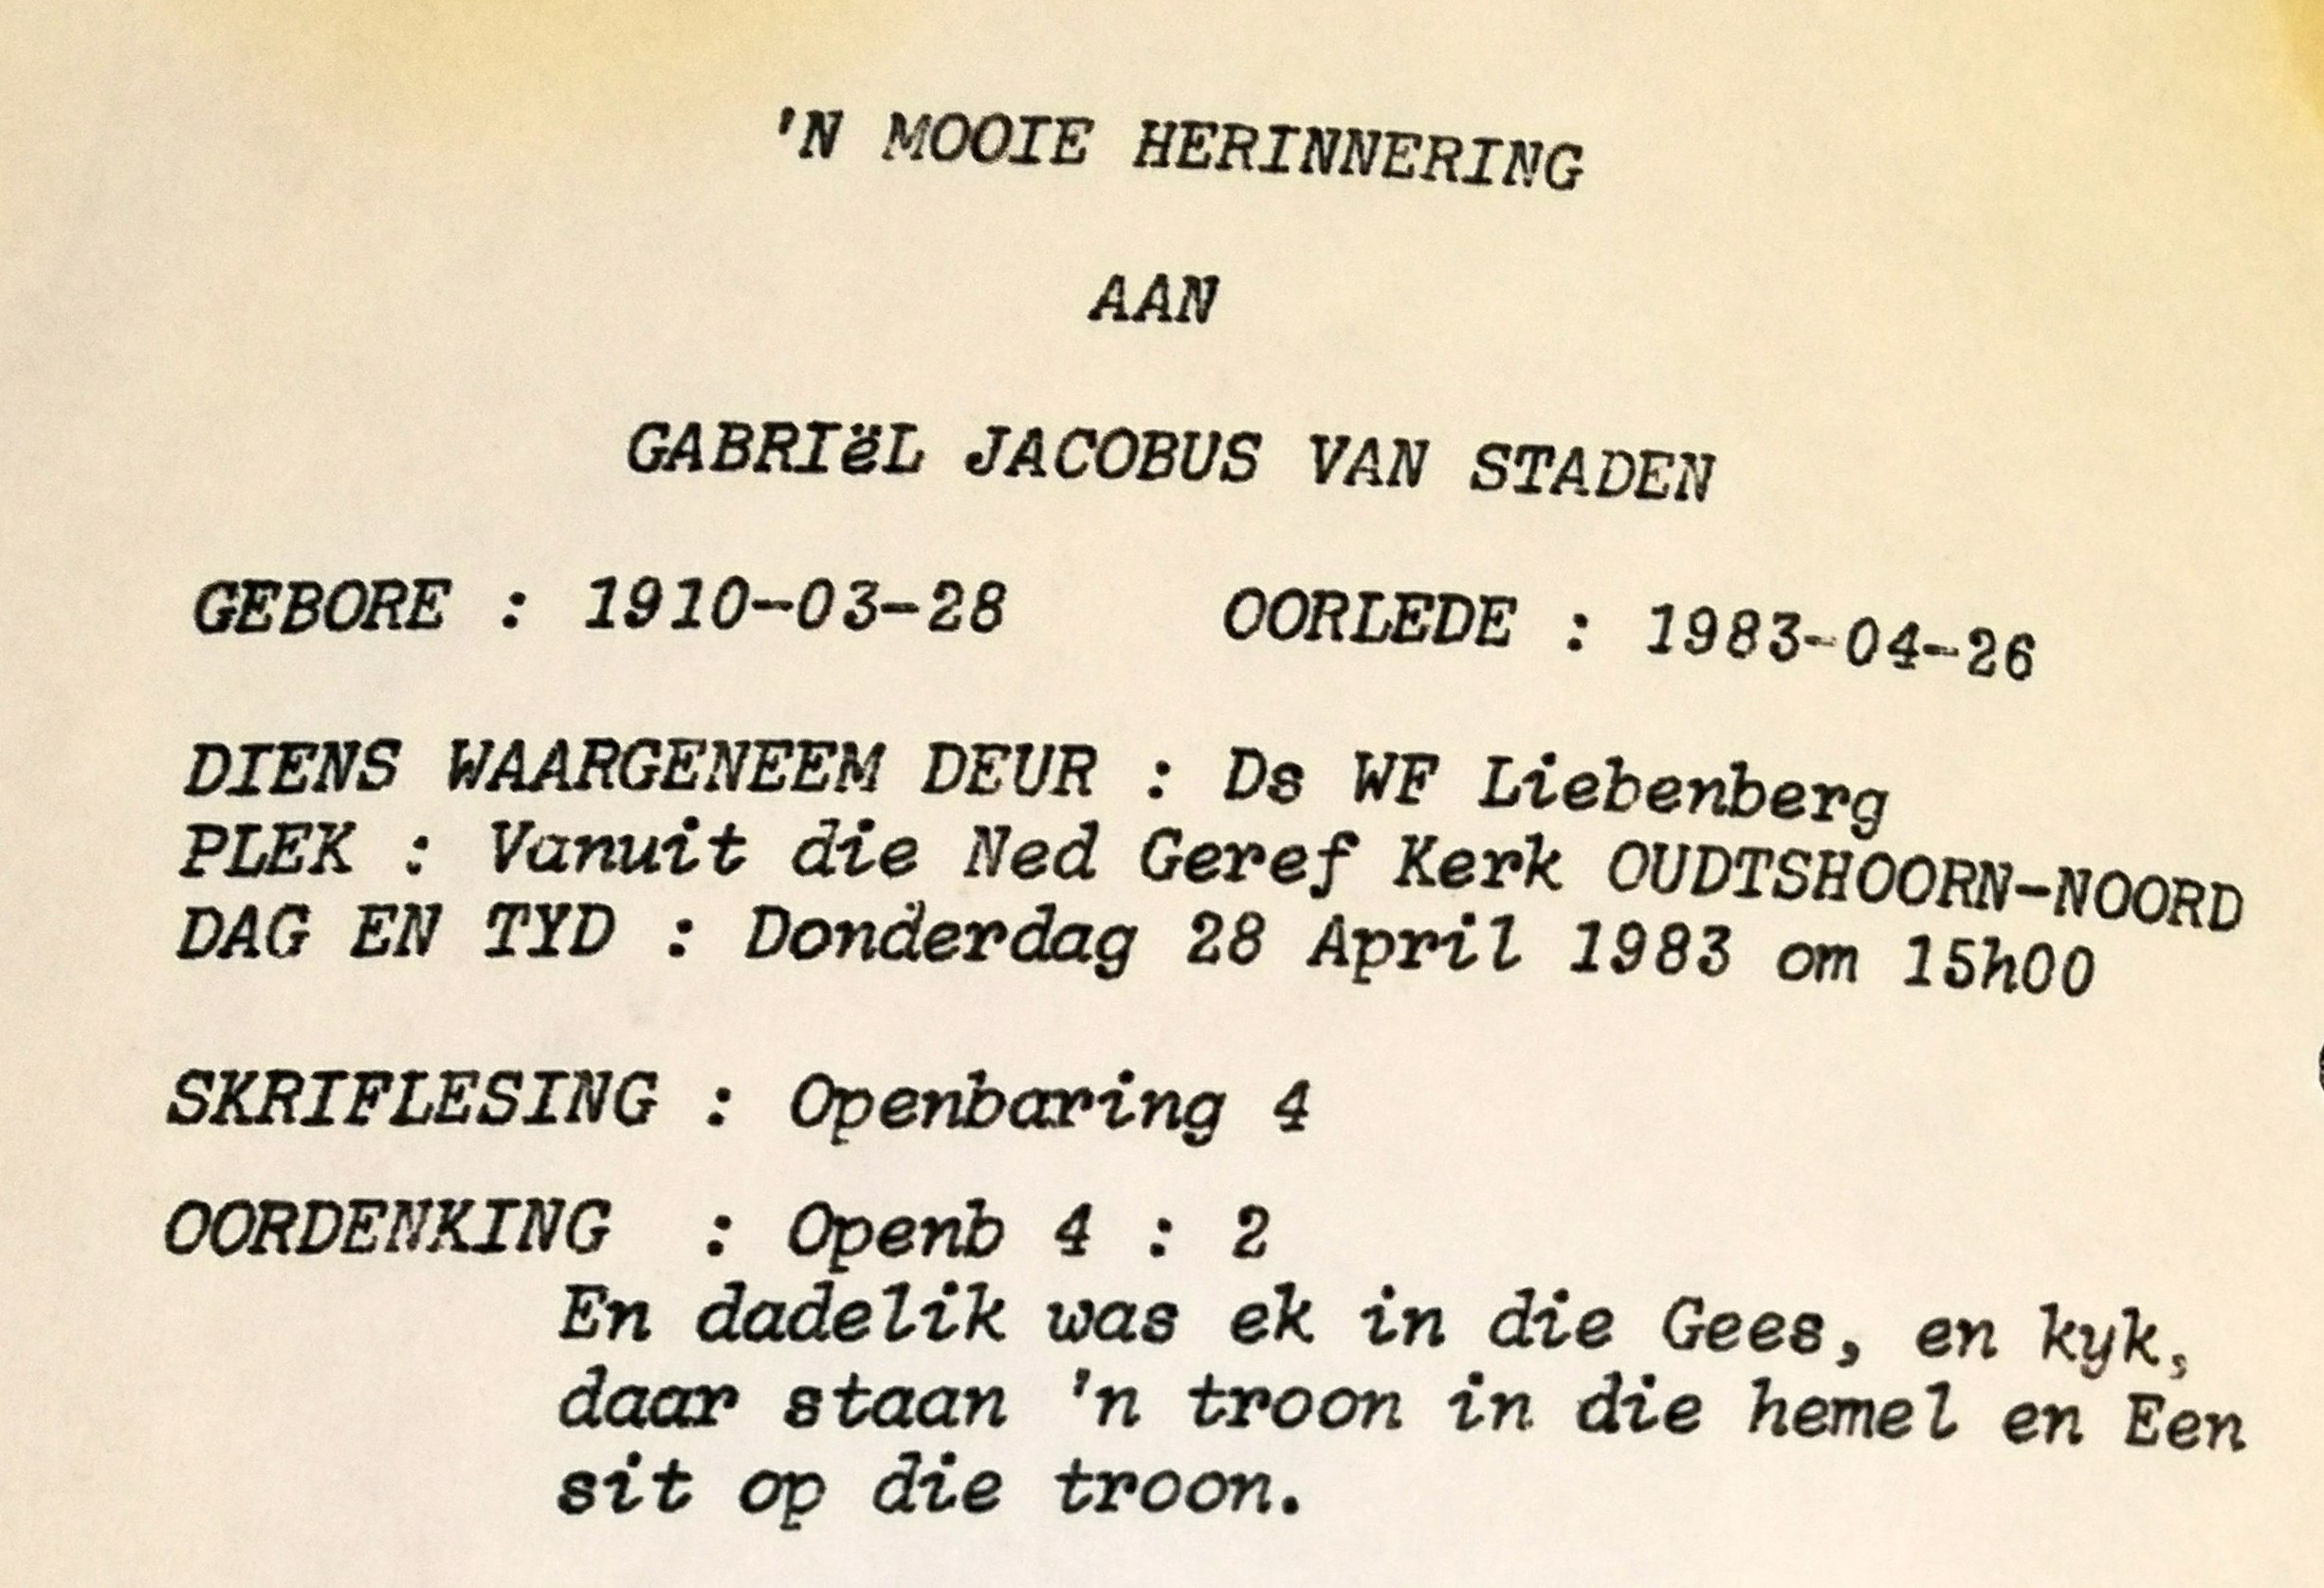 'N MOOIE HERINNERING
AAN
GABRIëL JACOBUS VAN STADEN
GEBORE : 1910-03-28 OORLEDE : 1983-04-26
DIENS WAARGENEEM DEUR : Ds WF Liebenberg
PLEK : Vanuit die Ned Geref Kerk OUDTSHOORN-NOORD
DAG EN TYD : Donderdag 28 April 1983 om 15h00
SKRIFLESING : Openbaring 4
OORDENKING : Openb 4 : 2
En dadelik was ek in die Gees, en kyk,
daar staan 'n troon in die hemel en Een
sit op die troon.